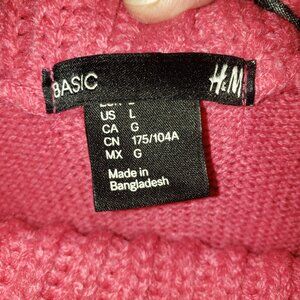 BASIC H&M
US L
CA G
CN 175/104A
MX G
Made in
Bangladesh